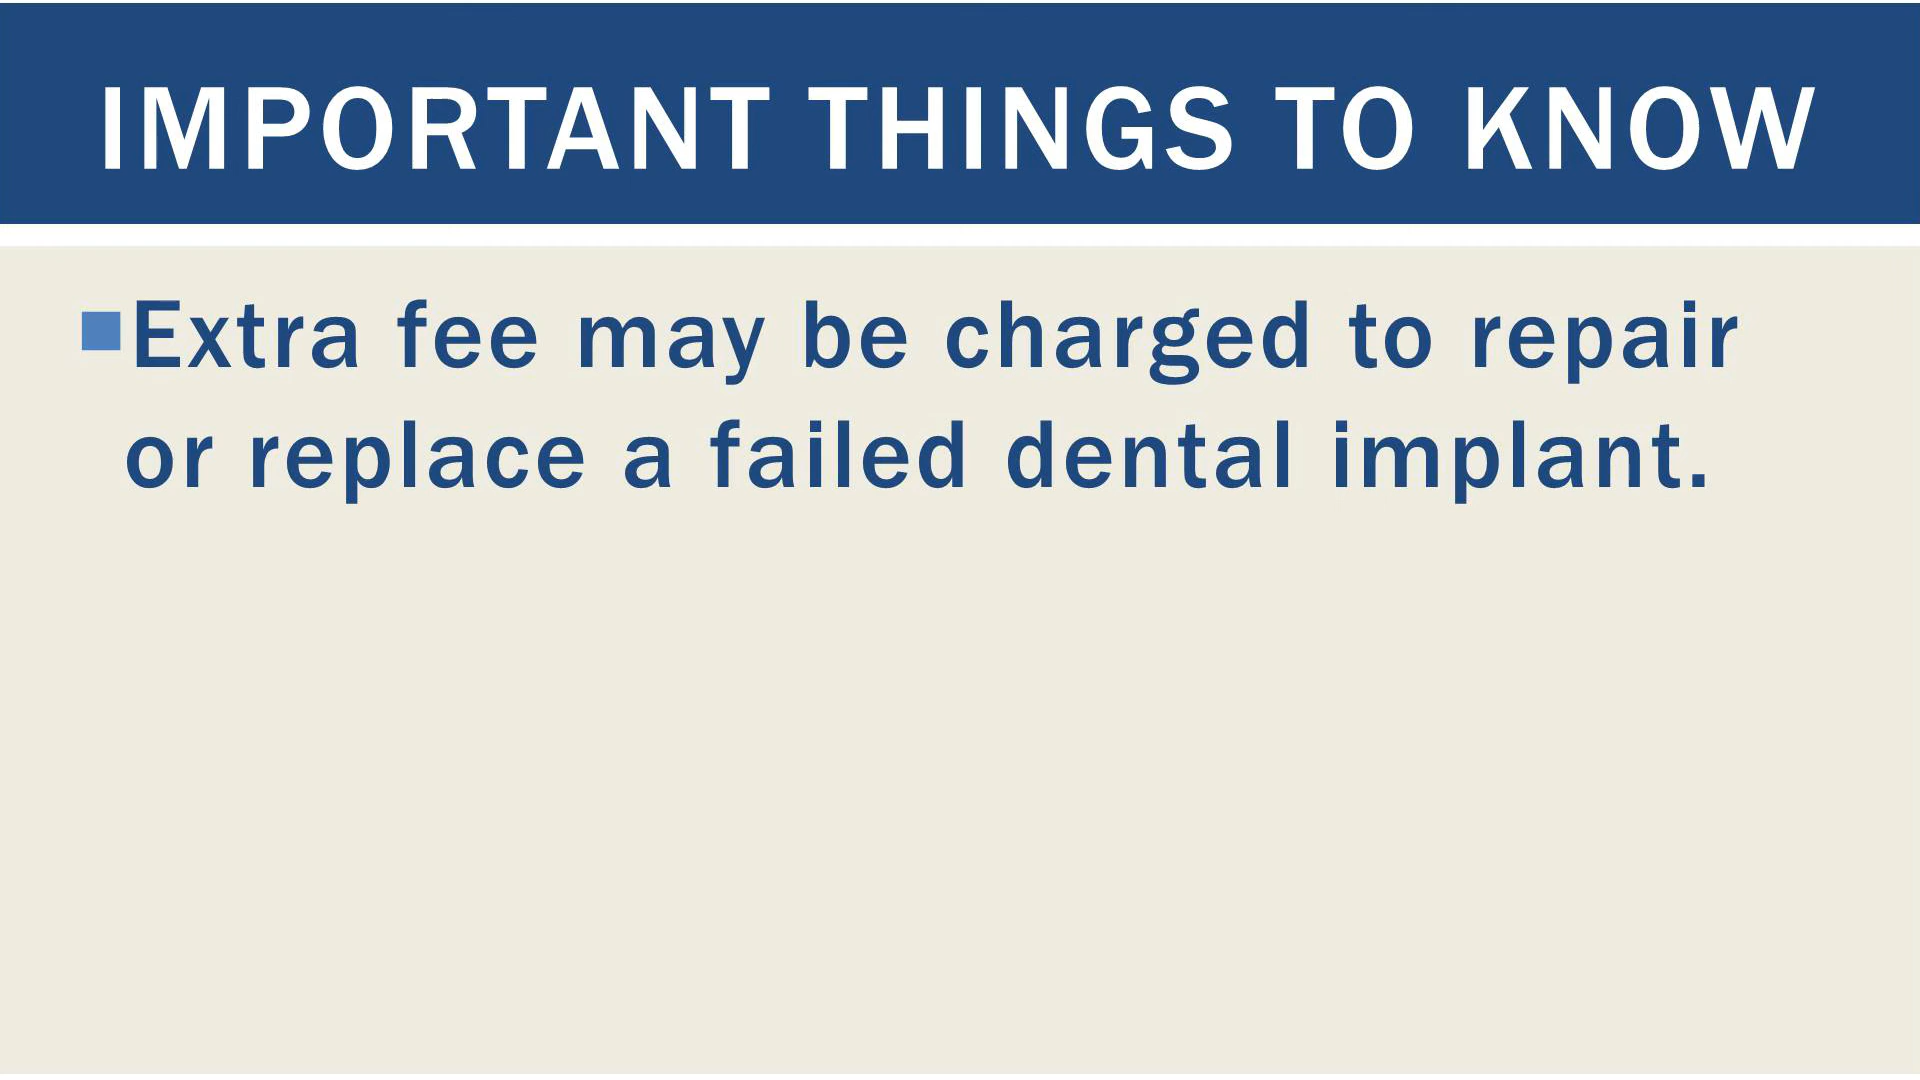 IMPORTANT THINGS TO KNOW
Extra fee may be charged to repair
or replace a failed dental implant.